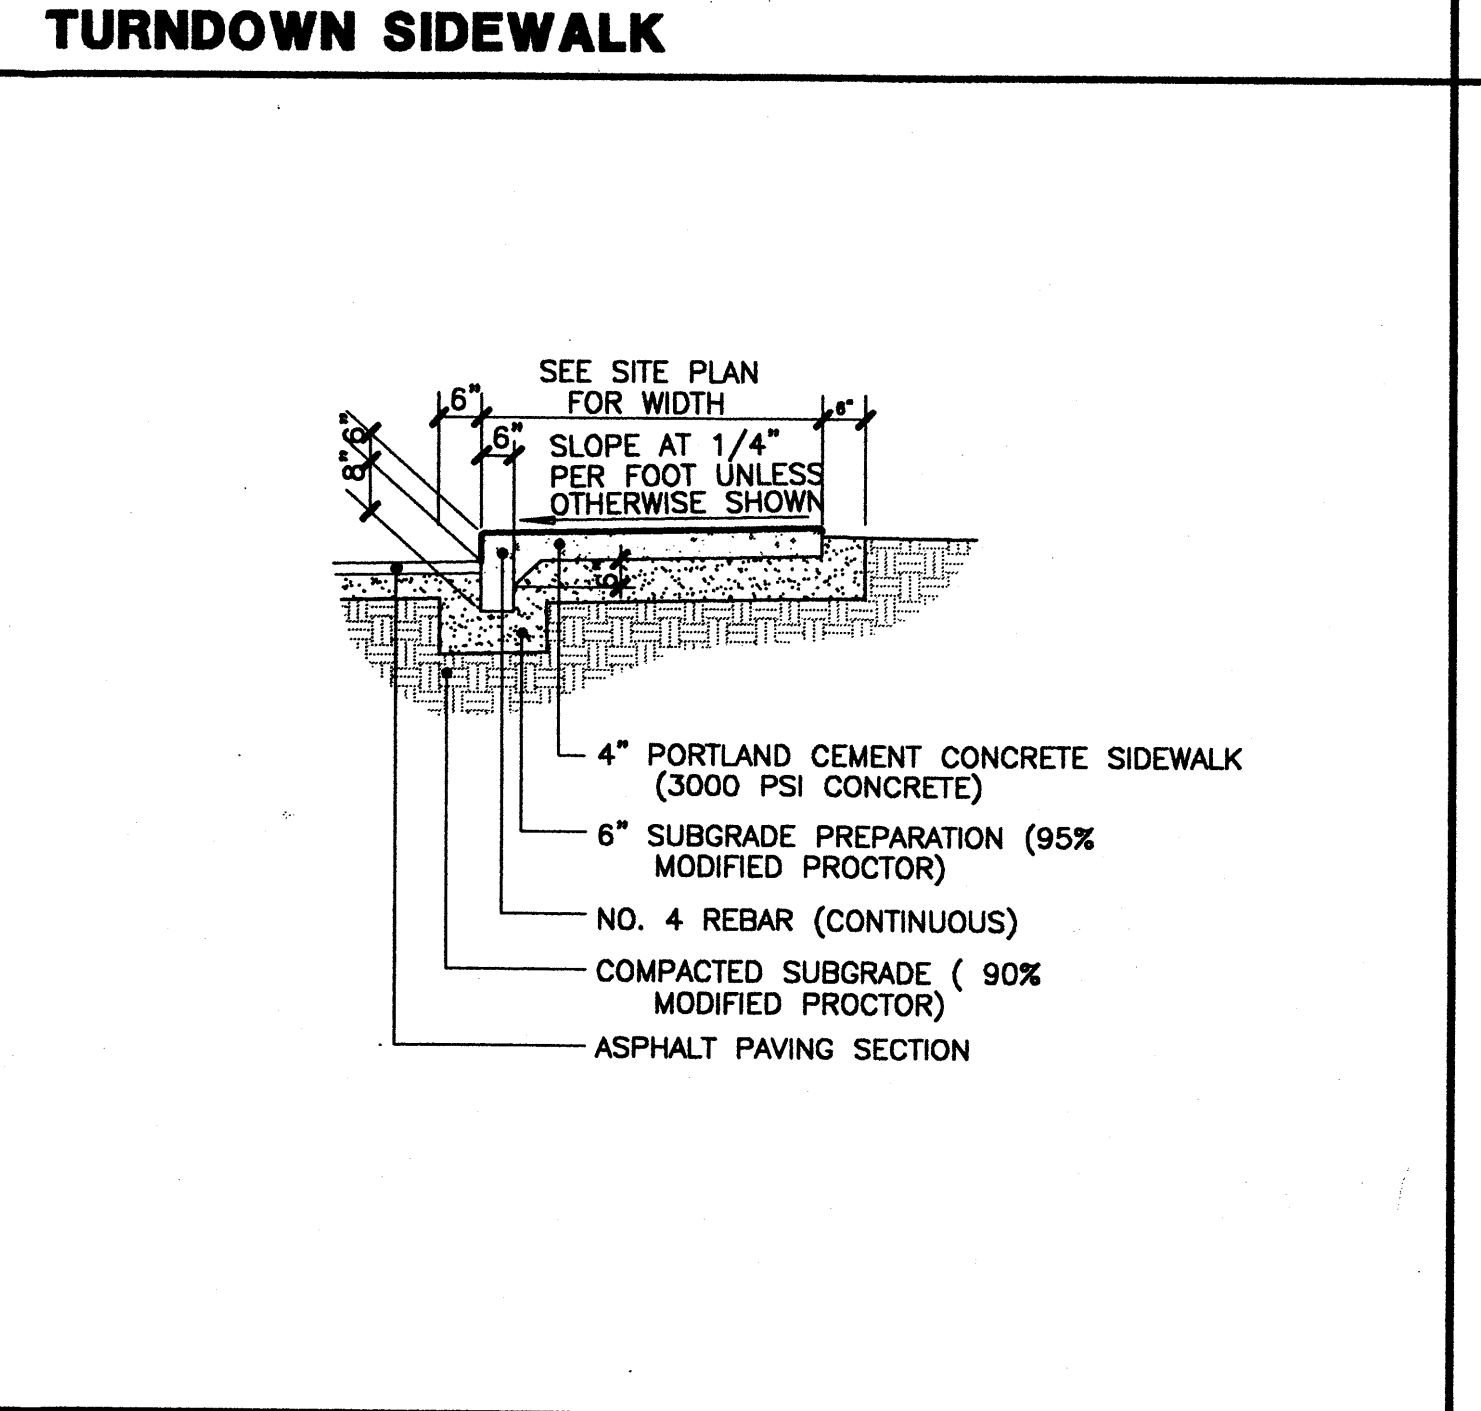 TURNDOWN SIDEWALK
SEE SITE PLAN
FOR WIDTH
6"
6"
6"
SLOPE AT 1/4"
PER FOOT UNLESS
OTHERWISE SHOWN
6"
8"
6"
4" PORTLAND CEMENT CONCRETE SIDEWALK
(3000 PSI CONCRETE)
6" SUBGRADE PREPARATION (95%
MODIFIED PROCTOR)
NO. 4 REBAR (CONTINUOUS)
COMPACTED SUBGRADE ( 90%
MODIFIED PROCTOR)
ASPHALT PAVING SECTION